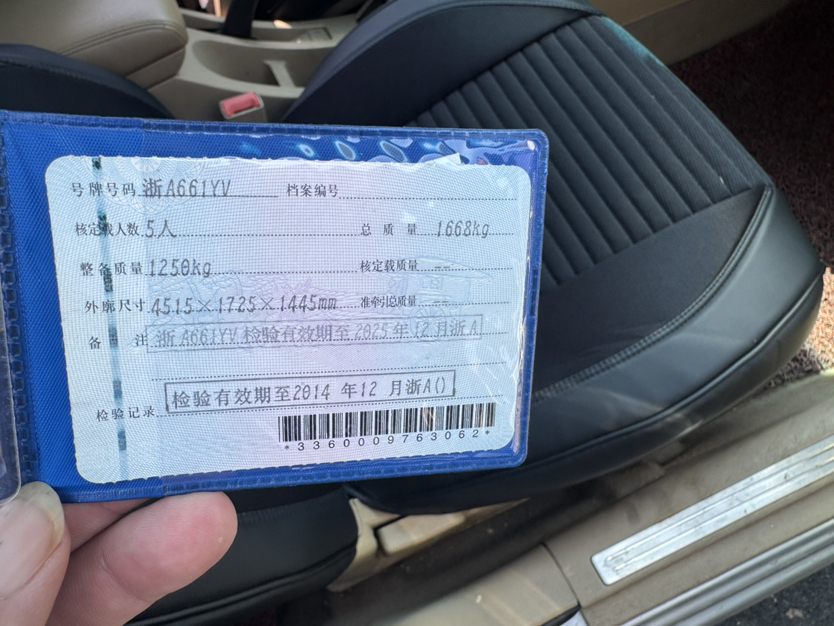 号牌号码 浙A661YV 档案编号
核定载人数 5人 总质量 1668kg
整备质量 1250kg 核定载质量 --
外廓尺寸 4515×1725×1445mm 准牵引总质量 --
备注 浙A661YV 检验有效期至2025年12月浙A
检验记录 检验有效期至2014 年12 月浙A()
*3360009763062*